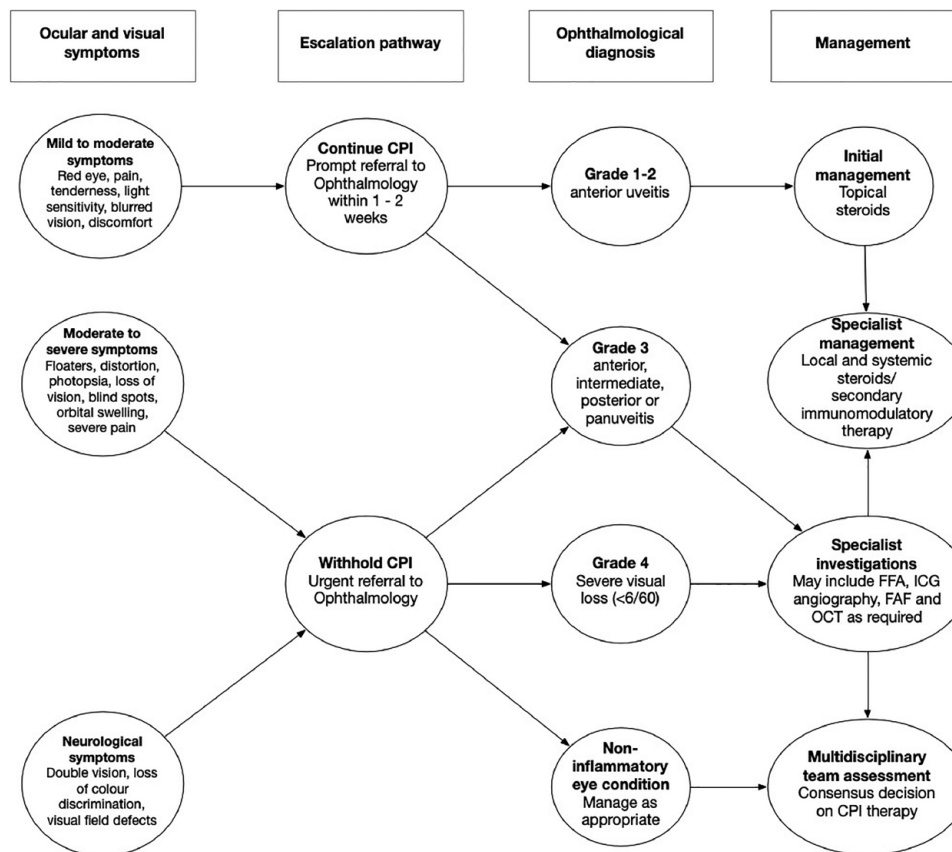 Ocular and visual
symptoms
Escalation pathway
Ophthalmological
diagnosis
Management
Mild to moderate
symptoms
Red eye, pain,
tenderness, light
sensitivity, blurred
vision, discomfort
Continue CPI
Prompt referral to
Ophthalmology
within 1 - 2
weeks
Grade 1-2
anterior uveitis
Initial
management
Topical
steroids
Moderate to
severe symptoms
Floaters, distortion,
photopsia, loss of
vision, blind spots,
orbital swelling,
severe pain
Grade 3
anterior,
intermediate,
posterior or
panuveitis
Specialist
management
Local and systemic
steroids/
secondary
immunomodulatory
therapy
Withhold CPI
Urgent referral to
Ophthalmology
Grade 4
Severe visual
loss (<6/60)
Specialist
investigations
May include FFA, ICG
angiography, FAF and
OCT as required
Neurological
symptoms
Double vision, loss
of colour
discrimination,
visual field defects
Non-
inflammatory
eye condition
Manage as
appropriate
Multidisciplinary
team assessment
Consensus decision
on CPI therapy